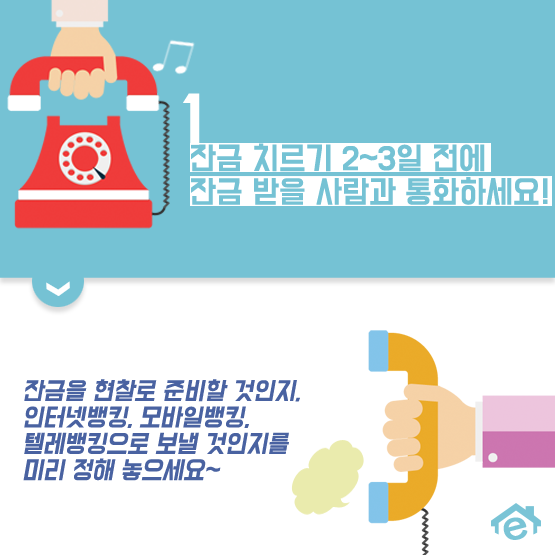 1
잔금 치르기 2~3일 전에
잔금 받을 사람과 통화하세요!
잔금을 현찰로 준비할 것인지,
인터넷뱅킹, 모바일뱅킹,
텔레뱅킹으로 보낼 것인지를
미리 정해 놓으세요~
e